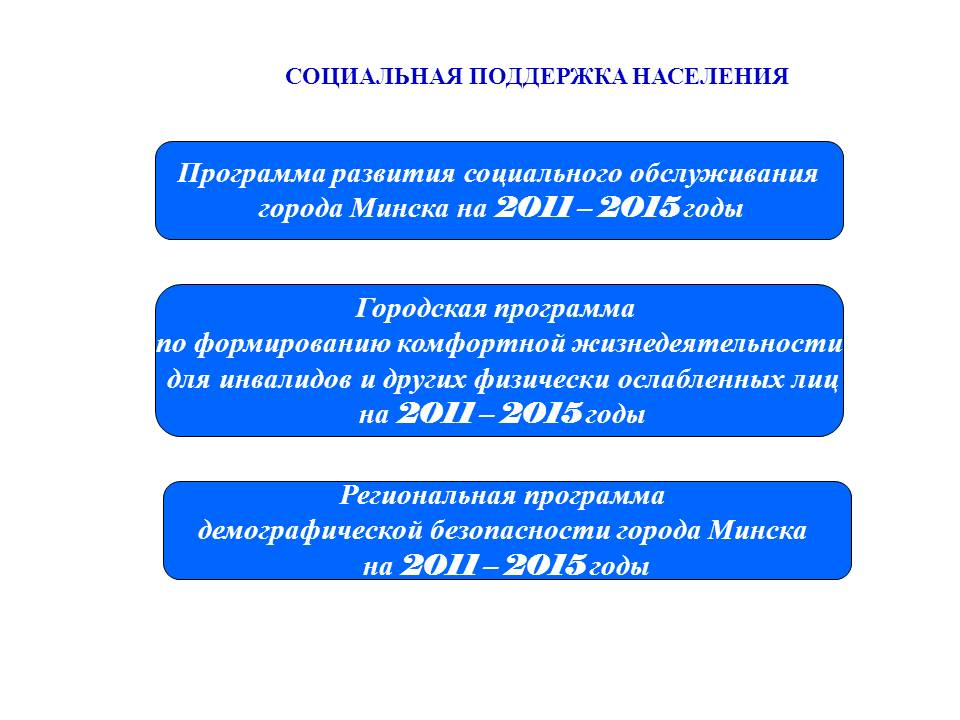 СОЦИАЛЬНАЯ ПОДДЕРЖКА НАСЕЛЕНИЯ
Программа развития социального обслуживания
города Минска на 2011 – 2015 годы
Городская программа
по формированию комфортной жизнедеятельности
для инвалидов и других физически ослабленных лиц
на 2011 – 2015 годы
Региональная программа
демографической безопасности города Минска
на 2011 – 2015 годы